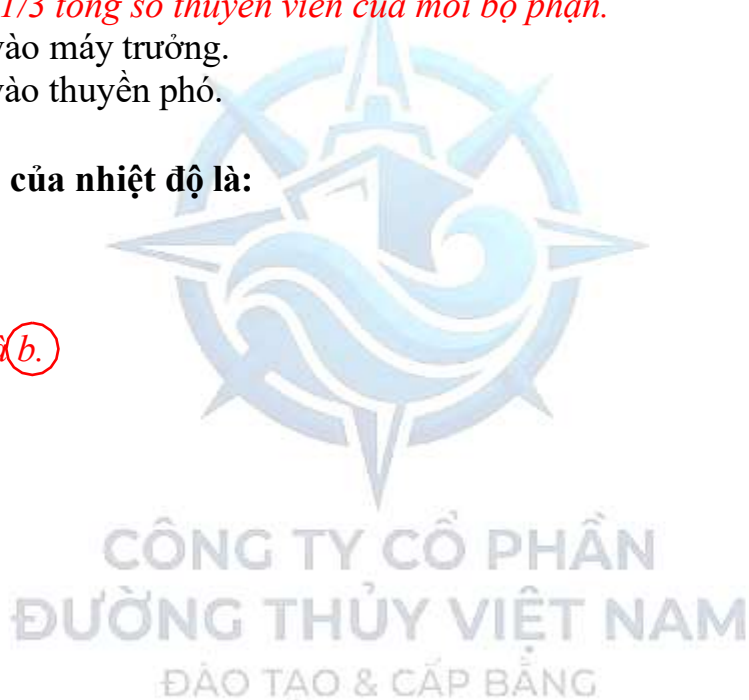 1/3 tổng số thuyền viên của mỗi bộ phận.
vào máy trưởng.
vào thuyền phó.
của nhiệt độ là:
b.
CÔNG TY CỔ PHẦN
ĐƯỜNG THỦY VIỆT NAM
ĐÀO TẠO & CẤP BẰNG